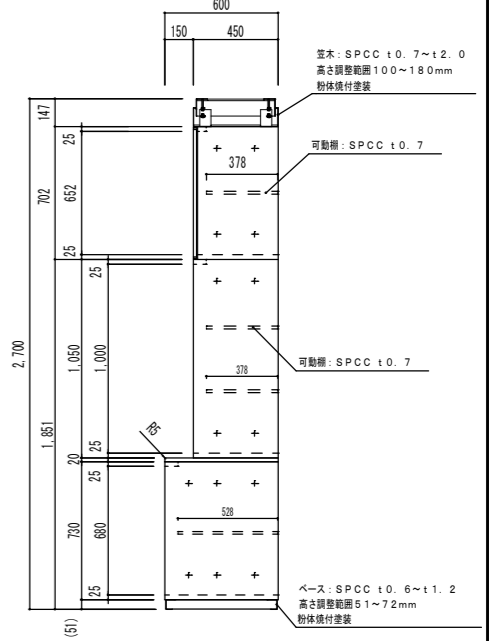 600
150
450
笠木：SPCC t0.7〜t2.0
高さ調整範囲100〜180mm
粉体焼付塗装
147
25
可動棚：SPCC t0.7
378
702
652
25
25
2,700
1,050
1,000
可動棚：SPCC t0.7
378
1,851
R5
25
20
25
528
730
680
25
ベース：SPCC t0.6〜t1.2
高さ調整範囲51〜72mm
粉体焼付塗装
(51)